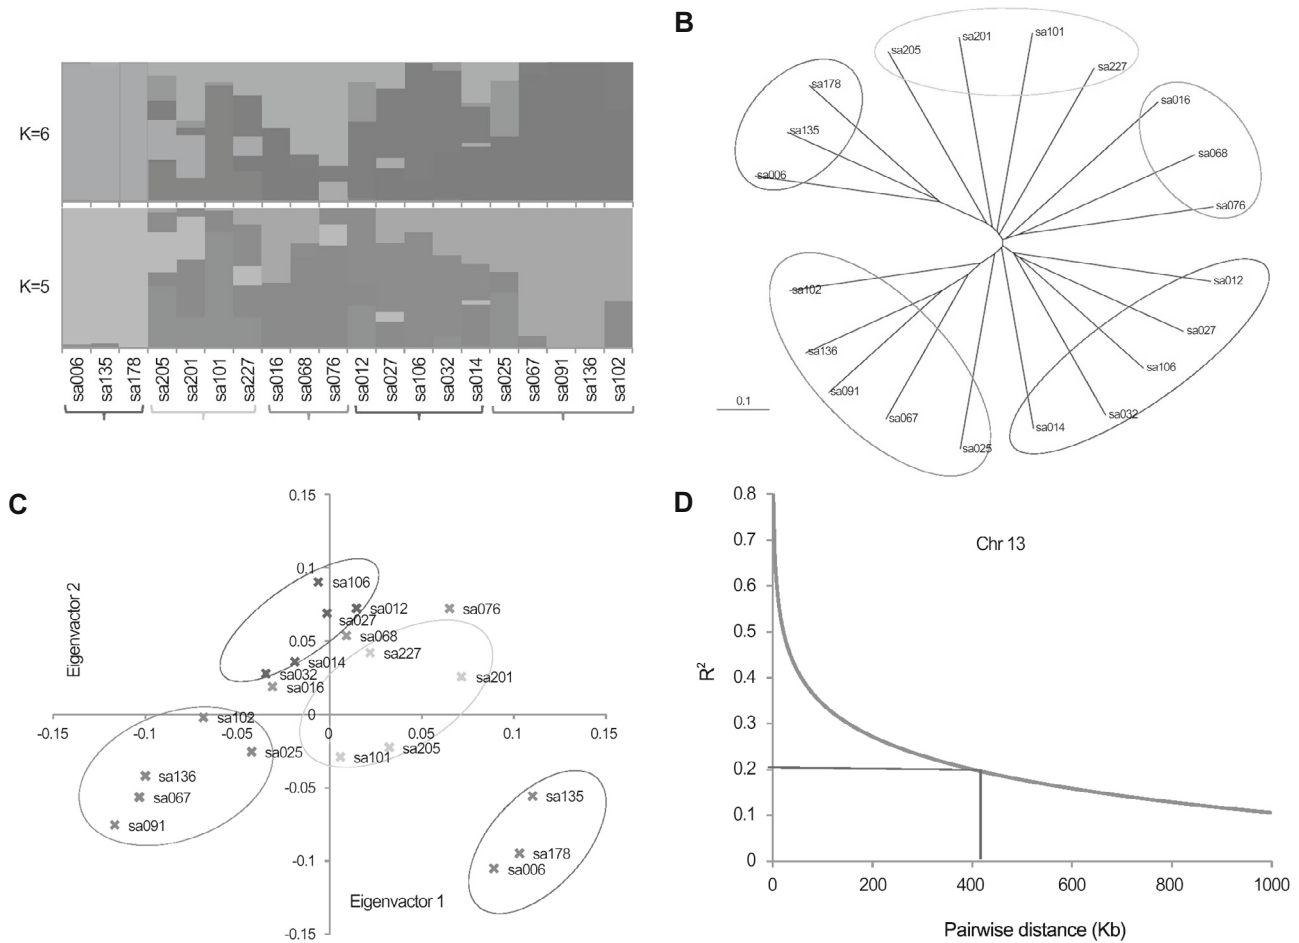 K=6
K=5
sa006 sa135 sa178 sa205 sa201 sa101 sa227 sa016 sa068 sa076 sa012 sa027 sa106 sa032 sa014 sa025 sa067 sa091 sa136 sa102
B
sa205
sa201
sa101
sa227
sa178
sa135
sa006
sa016
sa068
sa076
sa102
sa136
sa091
sa067
sa025
sa012
sa027
sa106
sa032
sa014
0.1
C
Eigenvactor 2
0.15
0.1
0.05
0
-0.05
-0.1
-0.15
-0.15 -0.1 -0.05 0.05 0.1 0.15
sa106
sa012
sa027
sa076
sa068
sa227
sa014
sa032
sa016
sa201
sa102
sa025
sa205
sa101
sa136
sa067
sa091
sa135
sa178
sa006
Eigenvactor 1
D
Chr 13
R²
0.8
0.7
0.6
0.5
0.4
0.3
0.2
0.1
0
0 200 400 600 800 1000
Pairwise distance (Kb)